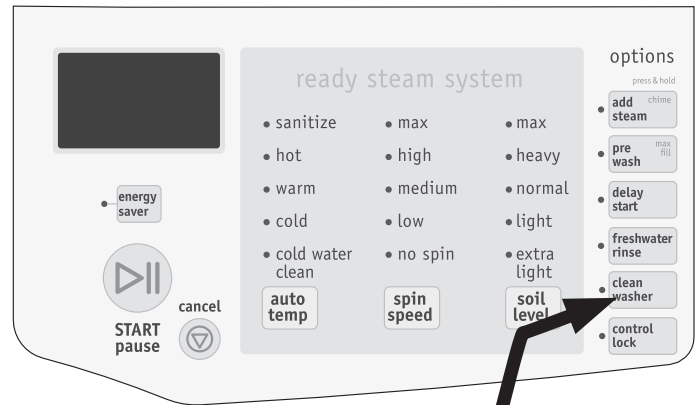 options
press & hold
ready steam system
sanitize
hot
warm
cold
cold water
clean
auto
temp
max
high
medium
low
no spin
spin
speed
max
heavy
normal
light
extra
light
soil
level
add
steam
chime
pre
wash
max
fill
delay
start
freshwater
rinse
clean
washer
control
lock
energy
saver
START
pause
cancel